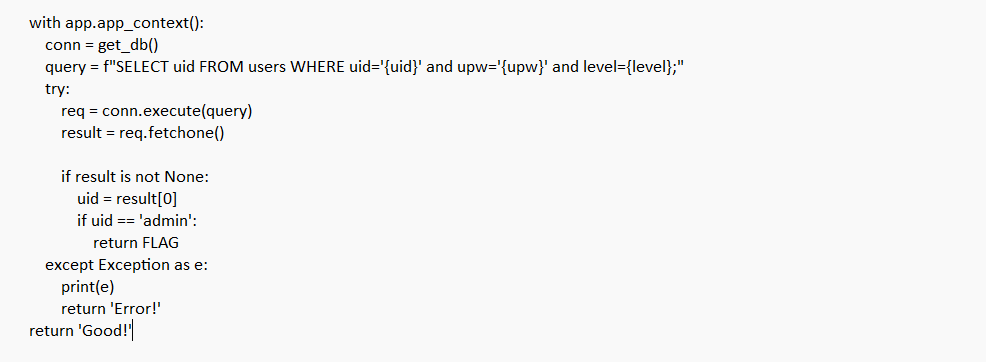 with app.app_context():
conn = get_db()
query = f"SELECT uid FROM users WHERE uid='{uid}' and upw='{upw}' and level={level};"
try:
req = conn.execute(query)
result = req.fetchone()
if result is not None:
uid = result[0]
if uid == 'admin':
return FLAG
except Exception as e:
print(e)
return 'Error!'
return 'Good!'